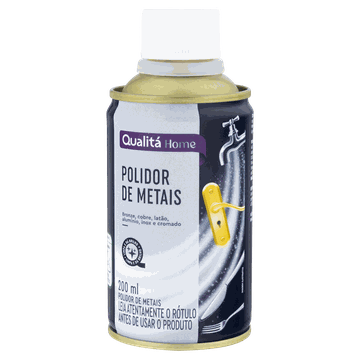 Qualitá Home
POLIDOR
DE METAIS
Bronze, cobre, latão,
alumínio, inox e cromado
200 ml
POLIDOR DE METAIS
LEIA ATENTAMENTE O RÓTULO
ANTES DE USAR O PRODUTO